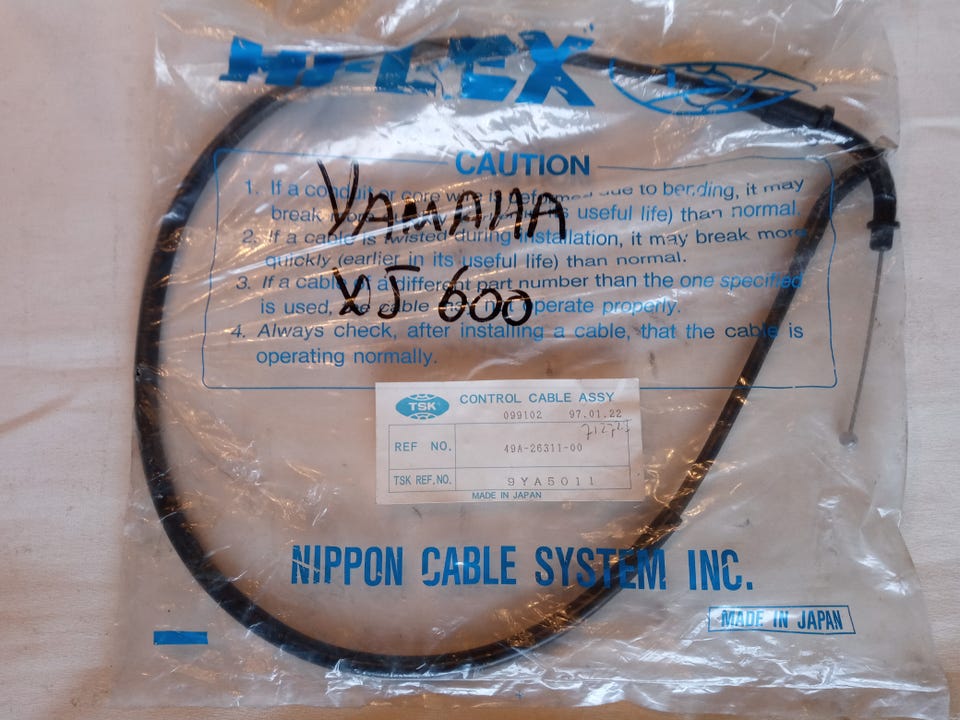 HI-LEX
CAUTION
1. If a conduit or core wire is deformed due to bending, it may
break more useful life) than normal.
YAMAHA
2. If a cable is twisted during installation, it may break more
quickly (earlier in its useful life) than normal.
3. If a cable of a different part number than the one specified
is used, the cable may not operate properly.
XJ 600
4. Always check, after installing a cable, that the cable is
operating normally.
TSK
CONTROL CABLE ASSY
099102 97.01.22
REF NO. 49A-26311-00
TSK REF,NO. 9YA5011
MADE IN JAPAN
NIPPON CABLE SYSTEM INC.
MADE IN JAPAN